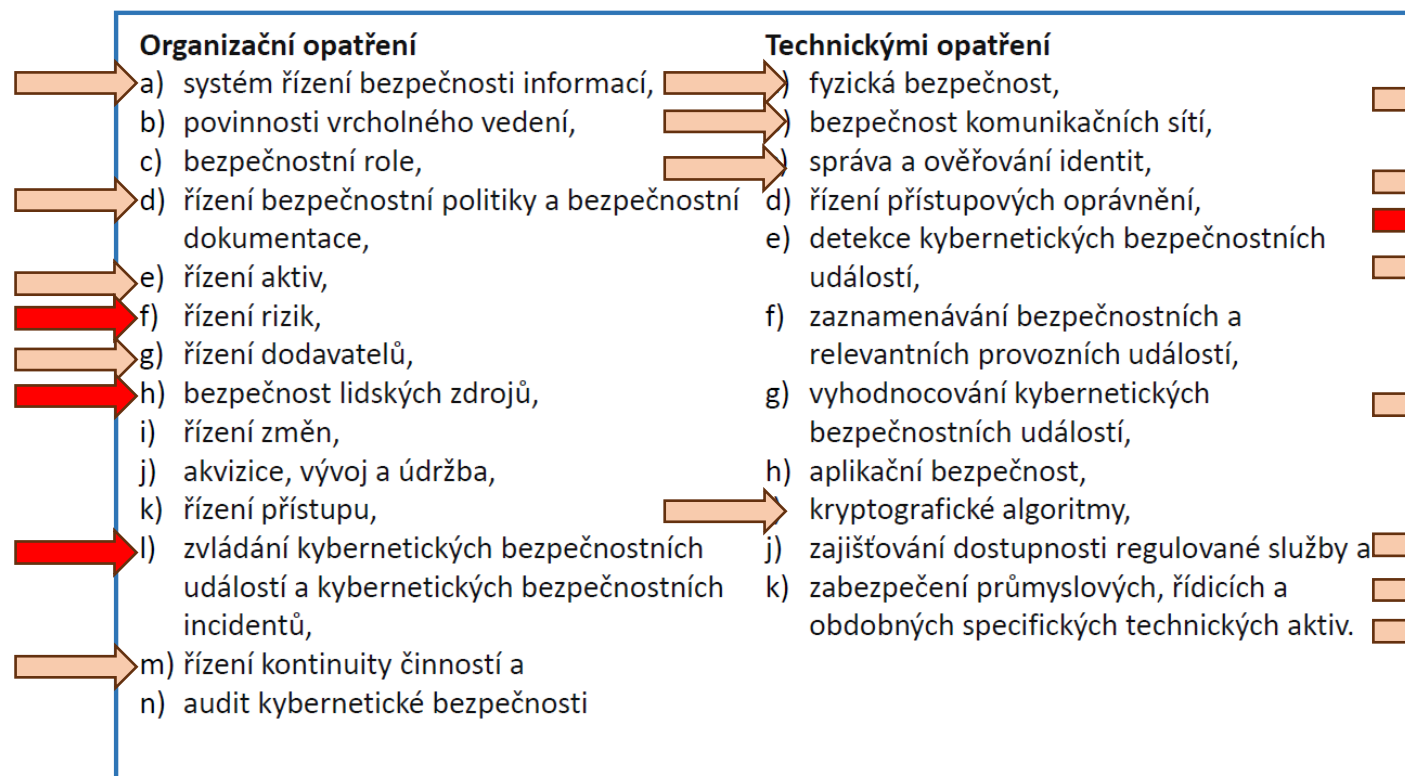 Organizační opatření
a) systém řízení bezpečnosti informací,
b) povinnosti vrcholného vedení,
c) bezpečnostní role,
d) řízení bezpečnostní politiky a bezpečnostní
dokumentace,
e) řízení aktiv,
f) řízení rizik,
g) řízení dodavatelů,
h) bezpečnost lidských zdrojů,
i) řízení změn,
j) akvizice, vývoj a údržba,
k) řízení přístupu,
l) zvládání kybernetických bezpečnostních
událostí a kybernetických bezpečnostních
incidentů,
m) řízení kontinuity činností a
n) audit kybernetické bezpečnosti
Technickými opatření
) fyzická bezpečnost,
) bezpečnost komunikačních sítí,
) správa a ověřování identit,
d) řízení přístupových oprávnění,
e) detekce kybernetických bezpečnostních
událostí,
f) zaznamenávání bezpečnostních a
relevantních provozních událostí,
g) vyhodnocování kybernetických
bezpečnostních událostí,
h) aplikační bezpečnost,
) kryptografické algoritmy,
j) zajišťování dostupnosti regulované služby a
k) zabezpečení průmyslových, řídicích a
obdobných specifických technických aktiv.